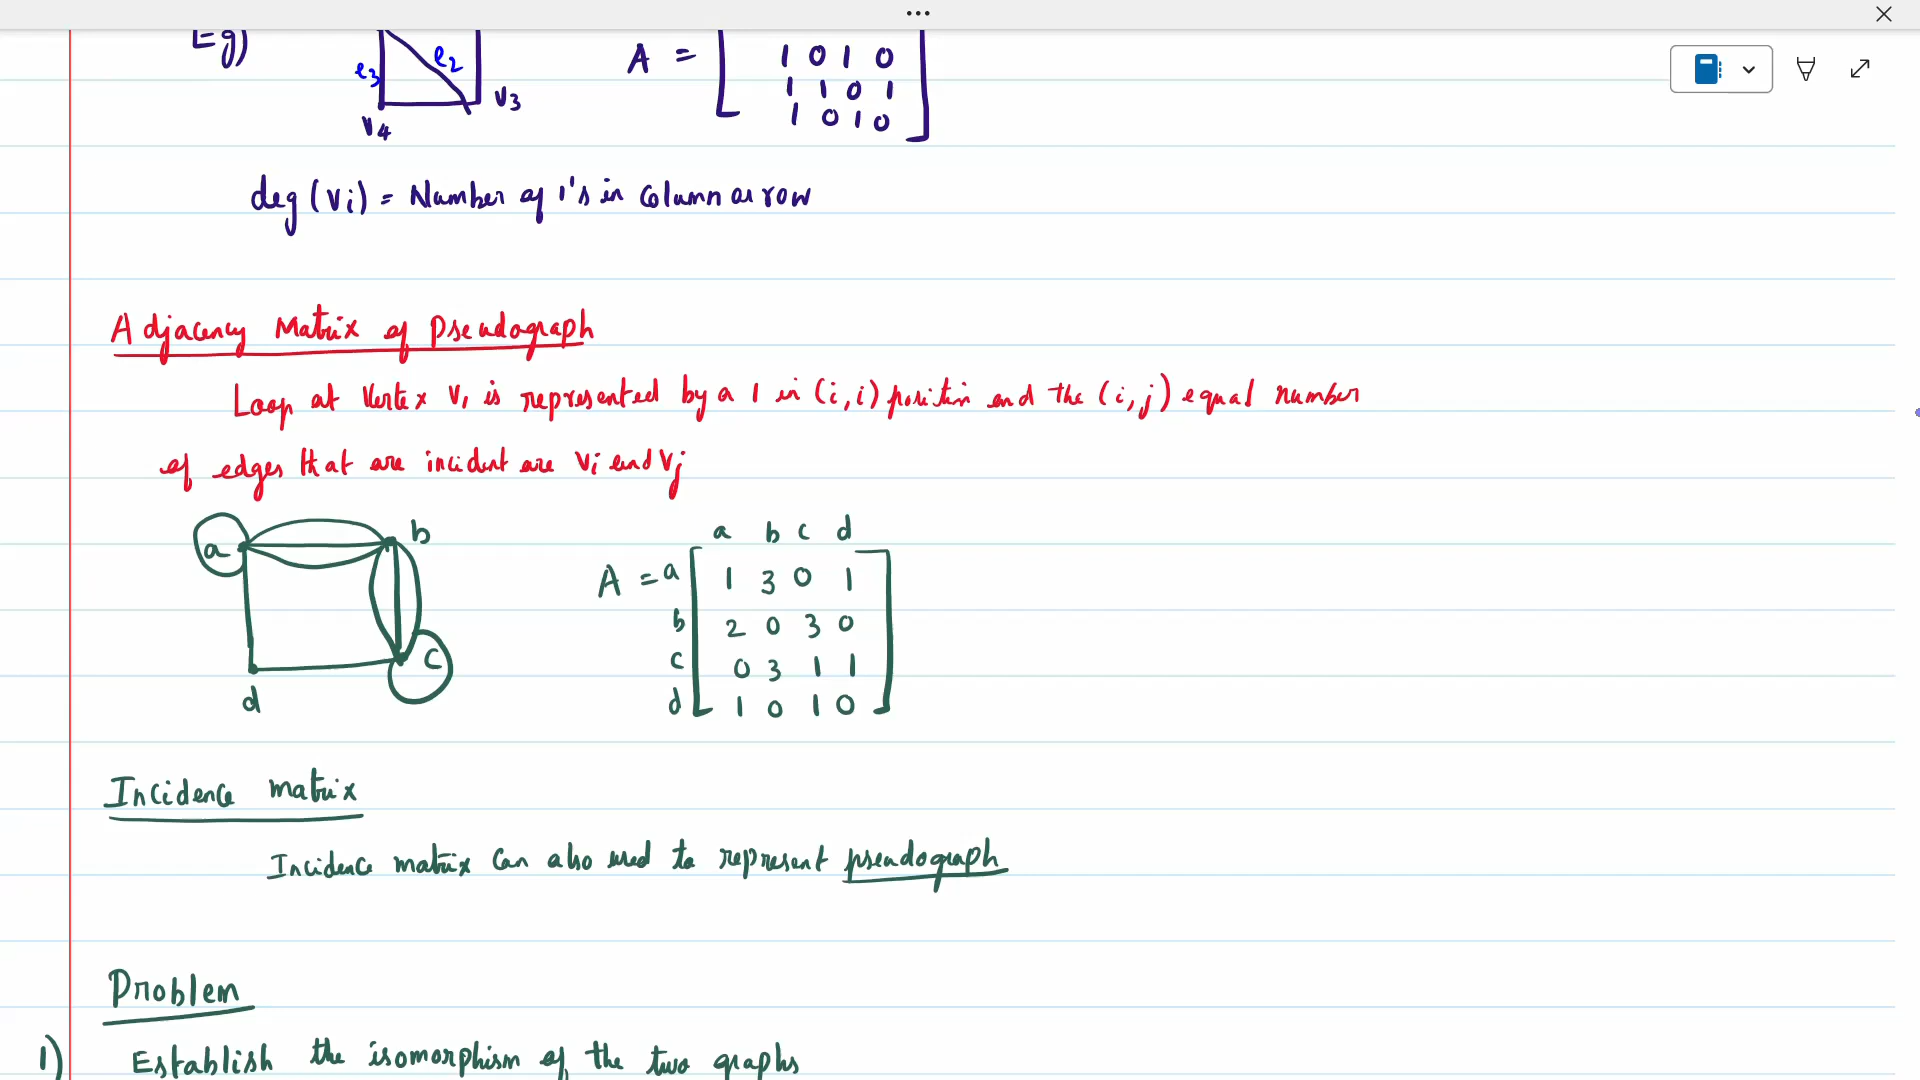 Eg)
e2
e3
v3
v4
A =
1 0 1 0
1 1 0 1
1 0 1 0
deg (vi) = Number of 1's in column or row
Adjacency Matrix of Pseudograph
Loop at Vertex V1 is represented by a 1 in (i, i) position and the (i, j) equal number
of edges that are incident are Vi and Vj
a
b
c
d
a b c d
A = a 1 3 0 1
b 2 0 3 0
c 0 3 1 1
d 1 0 1 0
Incidence matrix
Incidence matrix can also used to represent pseudograph
Problem
1) Establish the isomorphism of the two graphs